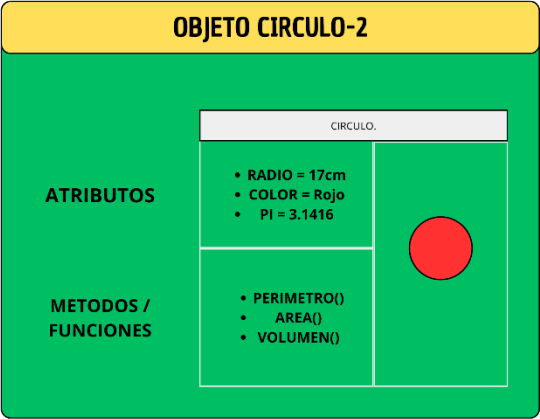 OBJETO CIRCULO-2
CIRCULO.
ATRIBUTOS
• RADIO = 17cm
• COLOR = Rojo
• PI = 3.1416
METODOS /
FUNCIONES
• PERIMETRO()
• AREA()
• VOLUMEN()